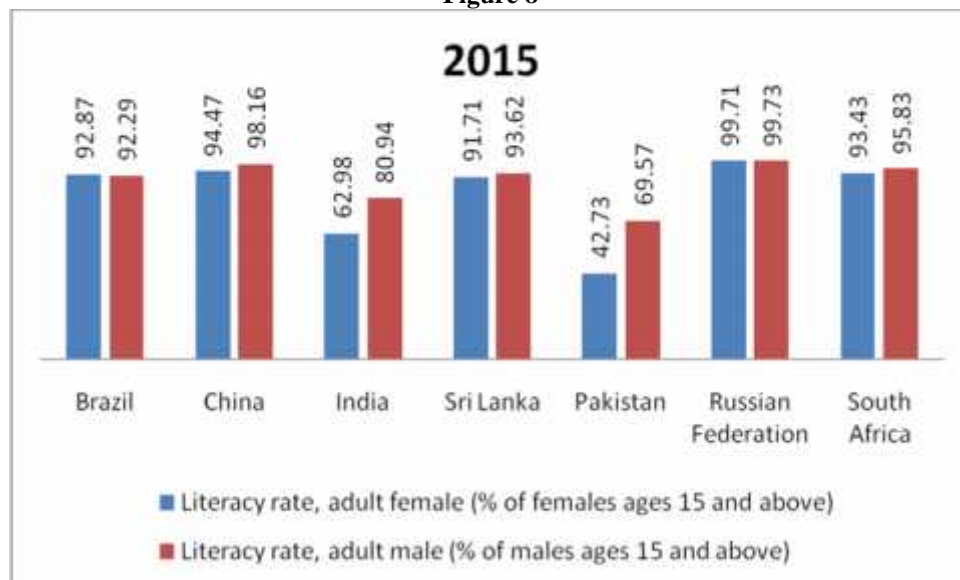 2015
92.87
92.29
94.47
98.16
62.98
80.94
91.71
93.62
42.73
69.57
99.71
99.73
93.43
95.83
Brazil
China
India
Sri Lanka
Pakistan
Russian
Federation
South
Africa
Literacy rate, adult female (% of females ages 15 and above)
Literacy rate, adult male (% of males ages 15 and above)